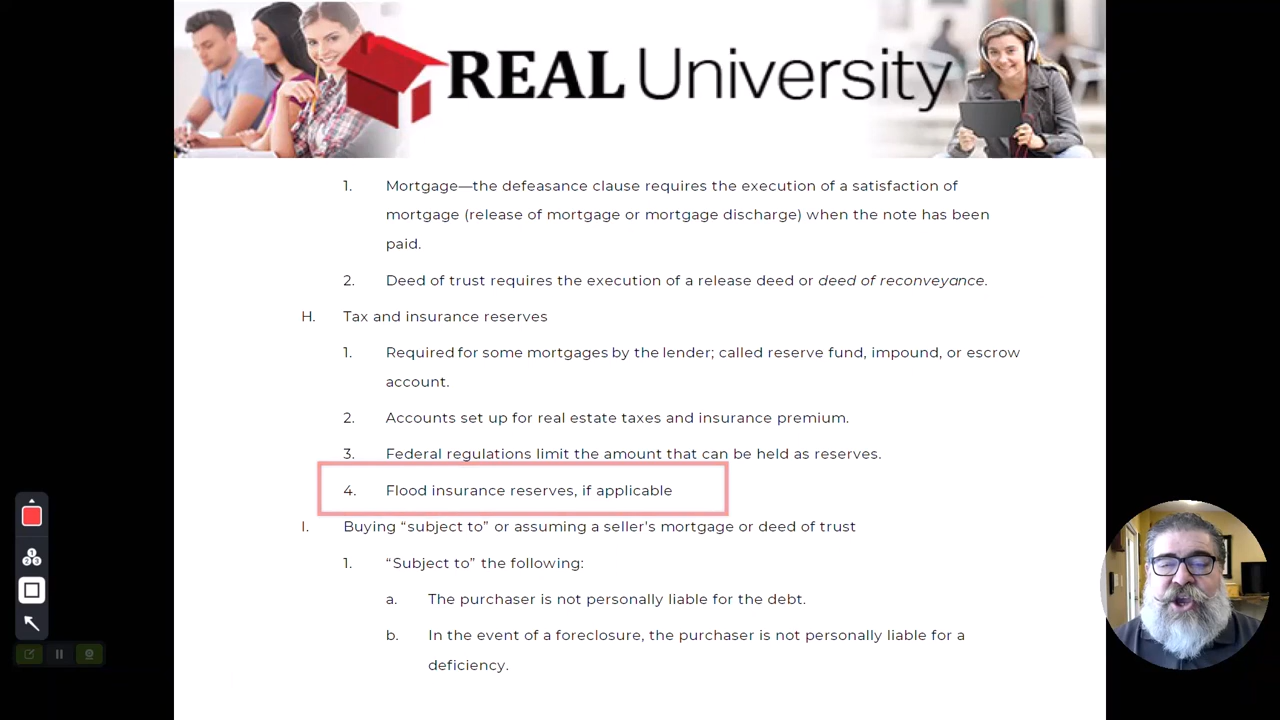 REAL University
1. Mortgage—the defeasance clause requires the execution of a satisfaction of
mortgage (release of mortgage or mortgage discharge) when the note has been
paid.
2. Deed of trust requires the execution of a release deed or deed of reconveyance.
H. Tax and insurance reserves
1. Required for some mortgages by the lender; called reserve fund, impound, or escrow
account.
2. Accounts set up for real estate taxes and insurance premium.
3. Federal regulations limit the amount that can be held as reserves.
4. Flood insurance reserves, if applicable
I. Buying “subject to” or assuming a seller's mortgage or deed of trust
1. “Subject to” the following:
a. The purchaser is not personally liable for the debt.
b. In the event of a foreclosure, the purchaser is not personally liable for a
deficiency.